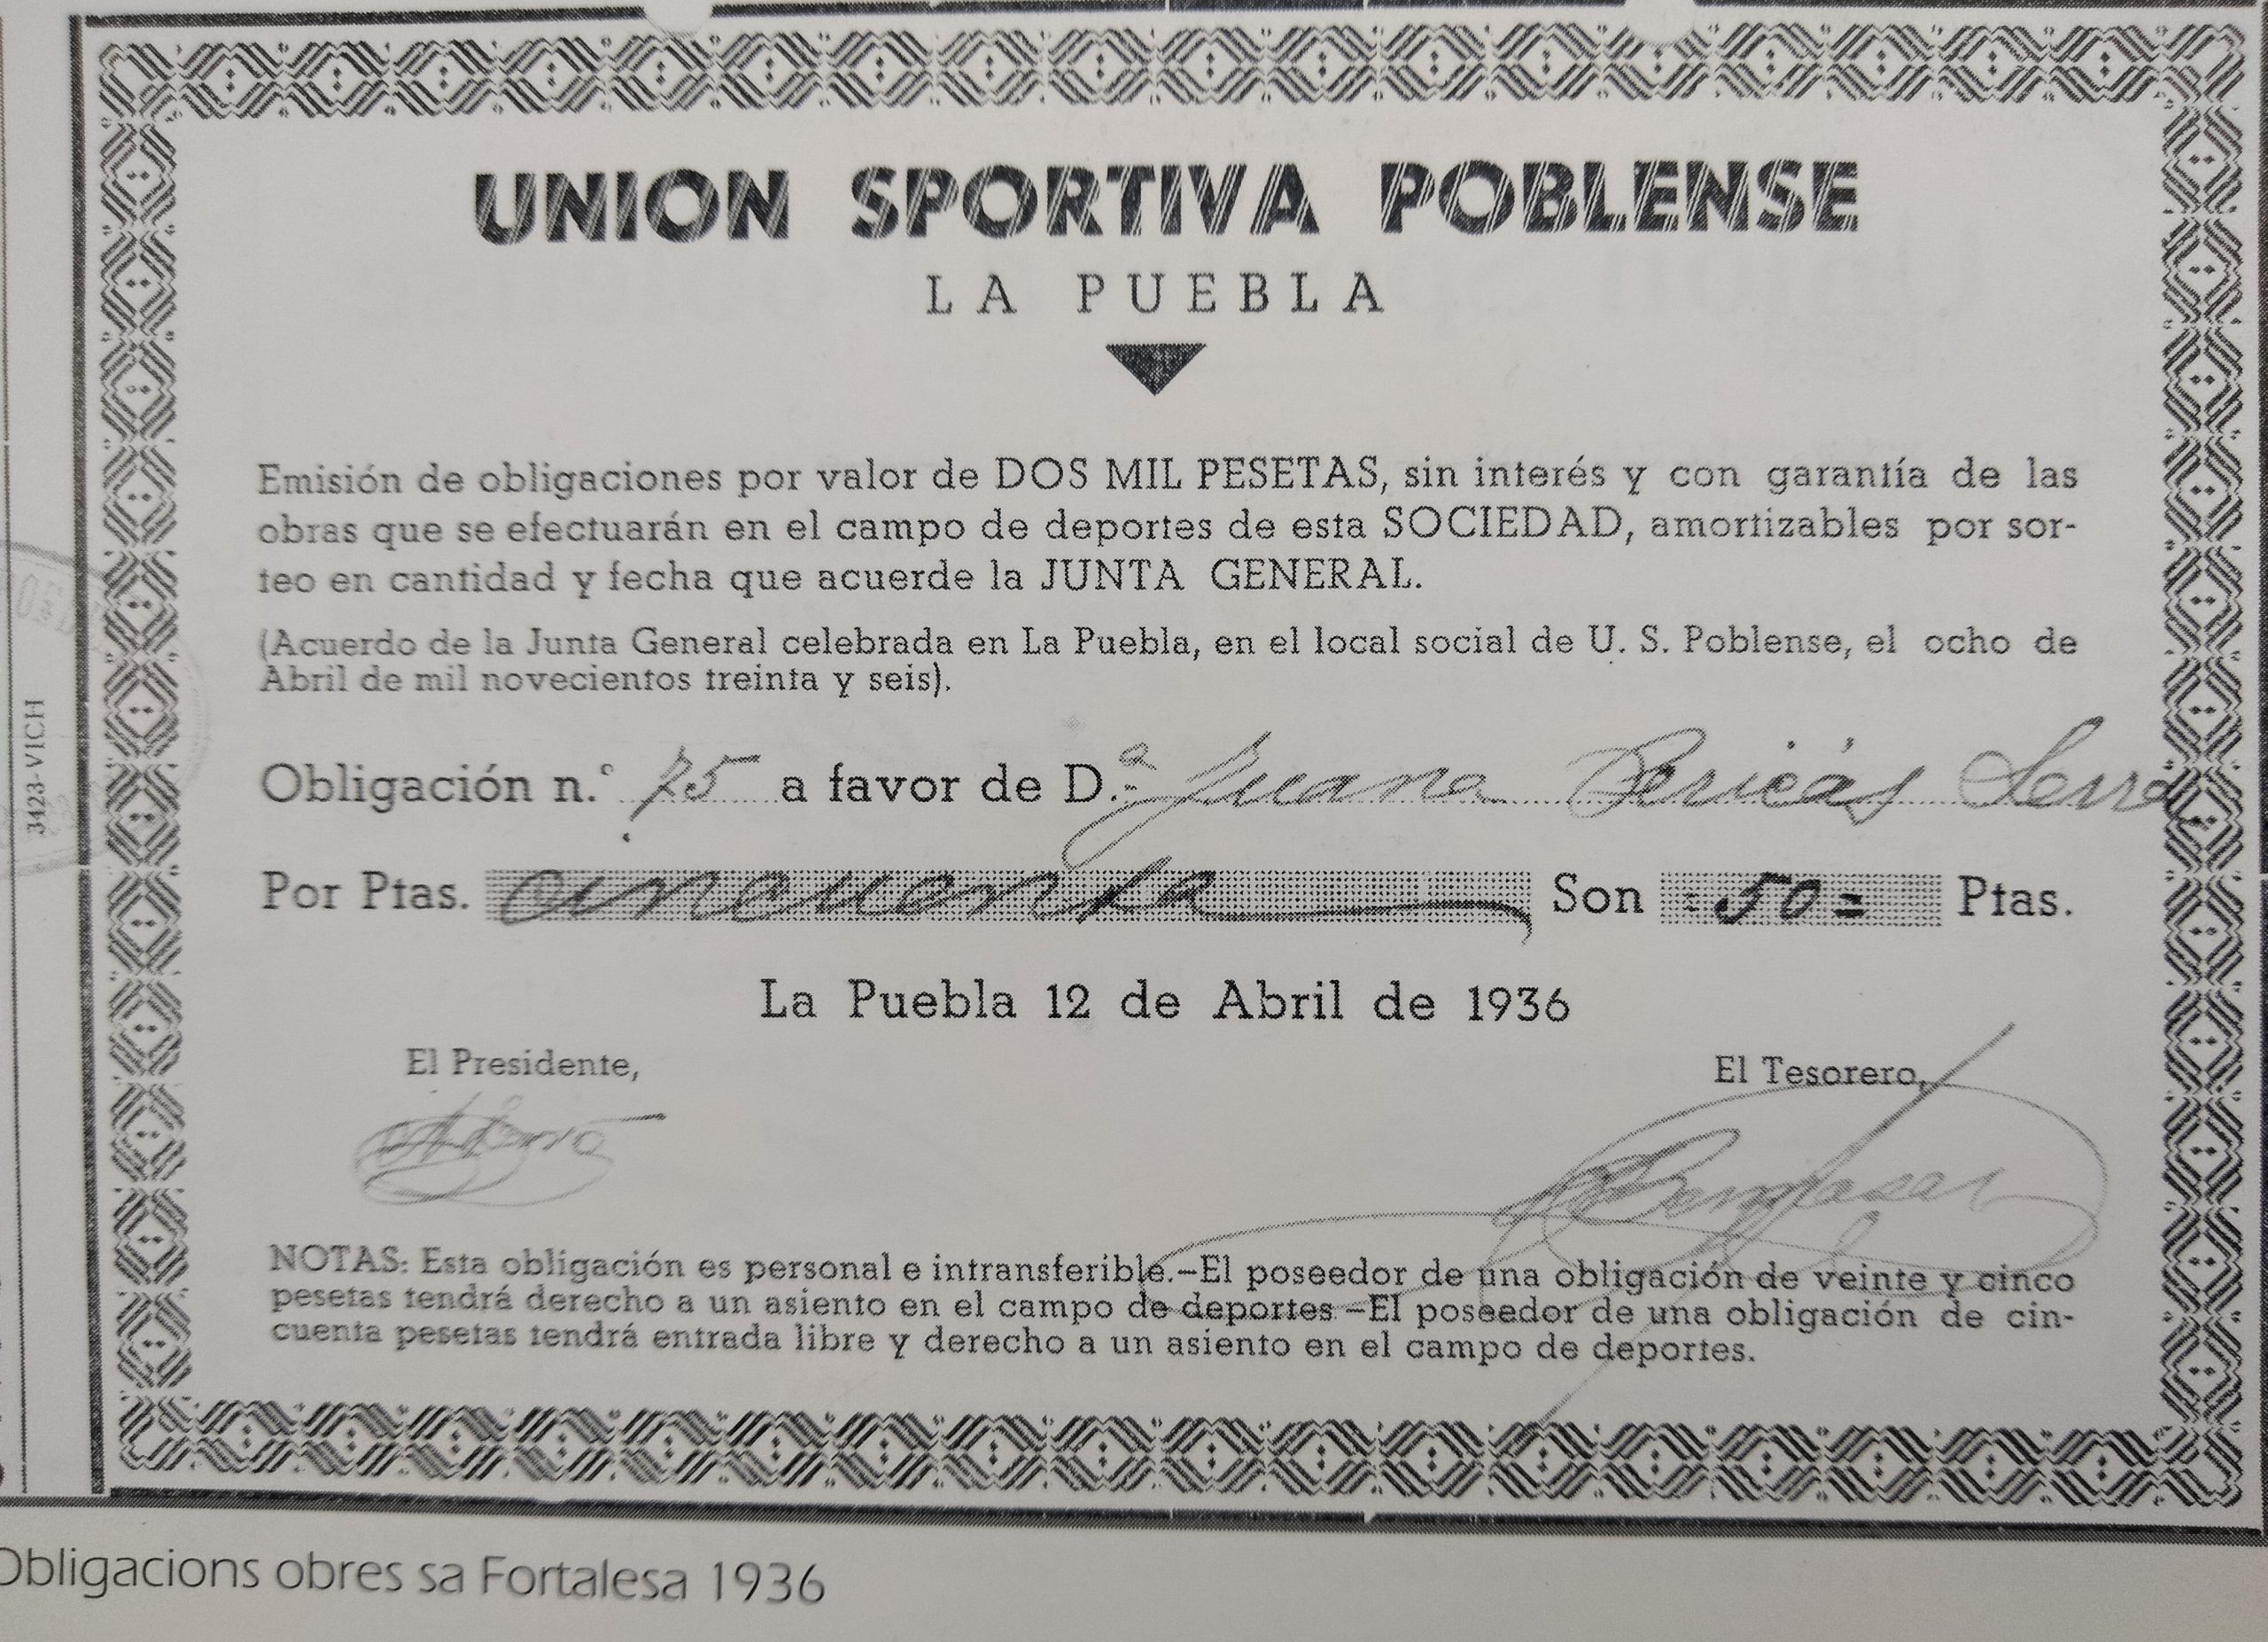 UNION SPORTIVA POBLENSE
LA PUEBLA
Emisión de obligaciones por valor de DOS MIL PESETAS, sin interés y con garantía de las
obras que se efectuarán en el campo de deportes de esta SOCIEDAD, amortizables por sor-
teo en cantidad y fecha que acuerde la JUNTA GENERAL.
(Acuerdo de la Junta General celebrada en La Puebla, en el local social de U. S. Poblense, el ocho de
Abril de mil novecientos treinta y seis).
Obligación n.º 75 a favor de D.ª Juana Pericás Serra
Por Ptas. cincuenta Son =50= Ptas.
La Puebla 12 de Abril de 1936
El Presidente,
El Tesorero,
NOTAS: Esta obligación es personal e intransferible.–El poseedor de una obligación de veinte y cinco
pesetas tendrá derecho a un asiento en el campo de deportes –El poseedor de una obligación de cin-
cuenta pesetas tendrá entrada libre y derecho a un asiento en el campo de deportes.
3423-VICH
Obligacions obres sa Fortalesa 1936